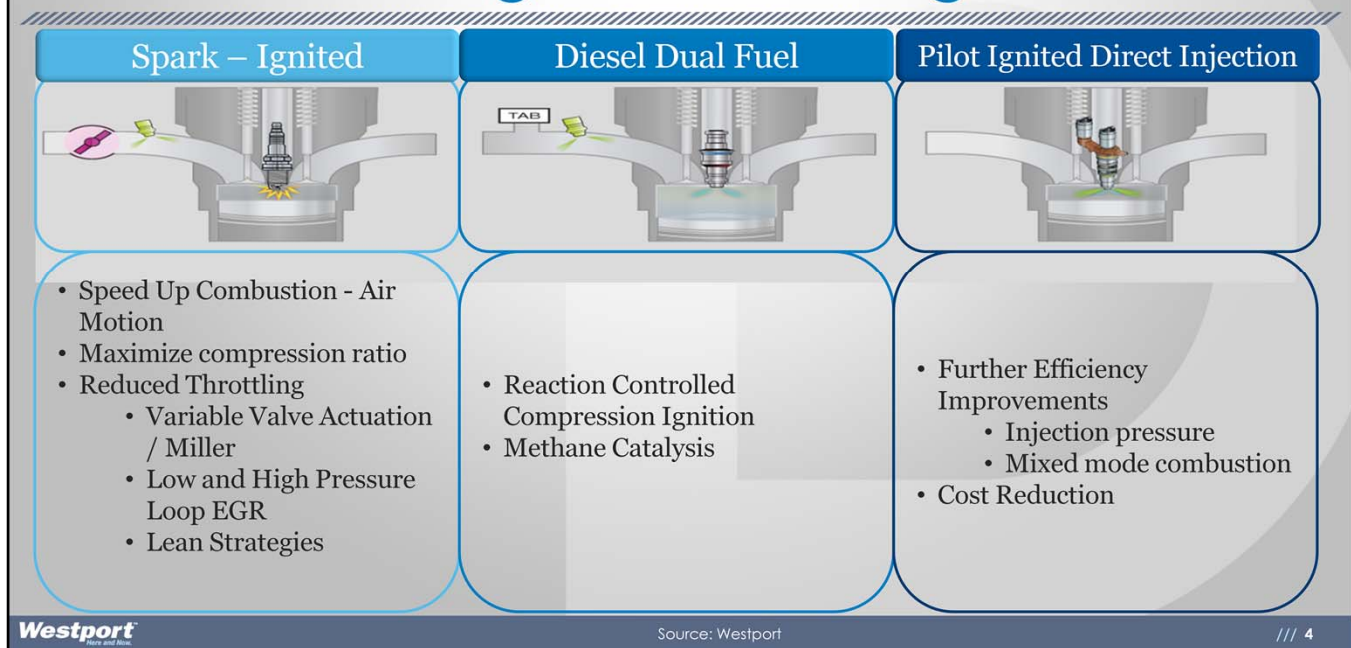 Spark – Ignited
Diesel Dual Fuel
Pilot Ignited Direct Injection
TAB
• Speed Up Combustion - Air
Motion
• Maximize compression ratio
• Reduced Throttling
• Variable Valve Actuation
/ Miller
• Low and High Pressure
Loop EGR
• Lean Strategies
• Reaction Controlled
Compression Ignition
• Methane Catalysis
• Further Efficiency
Improvements
• Injection pressure
• Mixed mode combustion
• Cost Reduction
Westport
Here and Now.
Source: Westport
/// 4